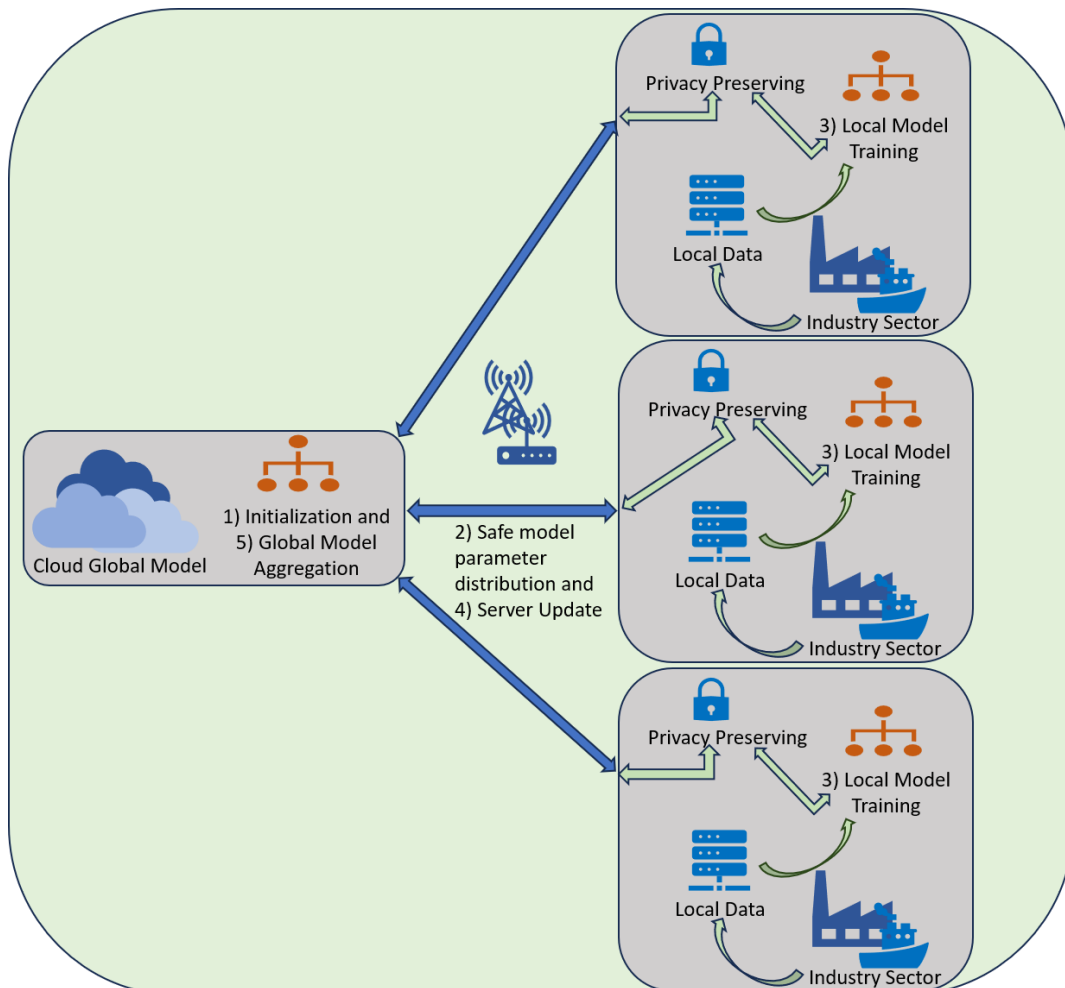 Privacy Preserving
3) Local Model
Training
Local Data
Industry Sector
Privacy Preserving
3) Local Model
Training
Local Data
Industry Sector
1) Initialization and
5) Global Model
Aggregation
Cloud Global Model
2) Safe model
parameter
distribution and
4) Server Update
Privacy Preserving
3) Local Model
Training
Local Data
Industry Sector